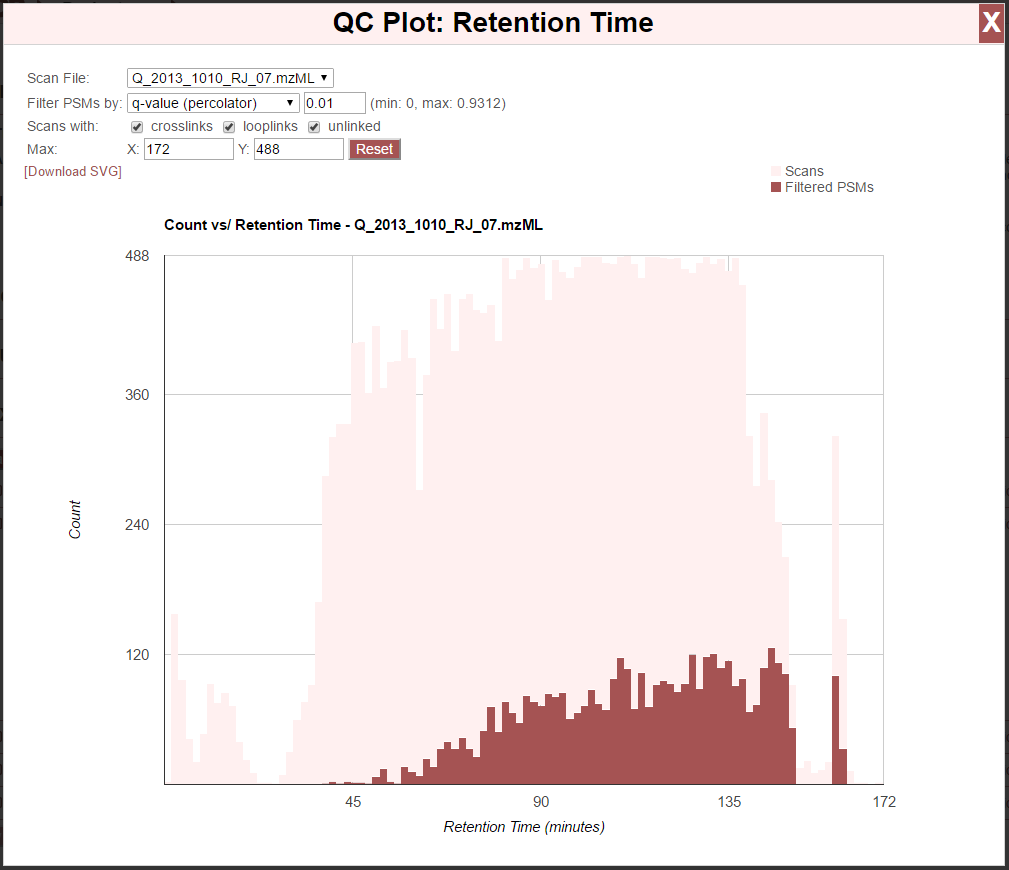 QC Plot: Retention Time
X
Scan File: Q_2013_1010_RJ_07.mzML
Filter PSMs by: q-value (percolator) 0.01 (min: 0, max: 0.9312)
Scans with: crosslinks looplinks unlinked
Max: X: 172 Y: 488 Reset
[Download SVG]
Scans
Filtered PSMs
Count vs/ Retention Time - Q_2013_1010_RJ_07.mzML
488
360
240
120
Count
45 90 135 172
Retention Time (minutes)